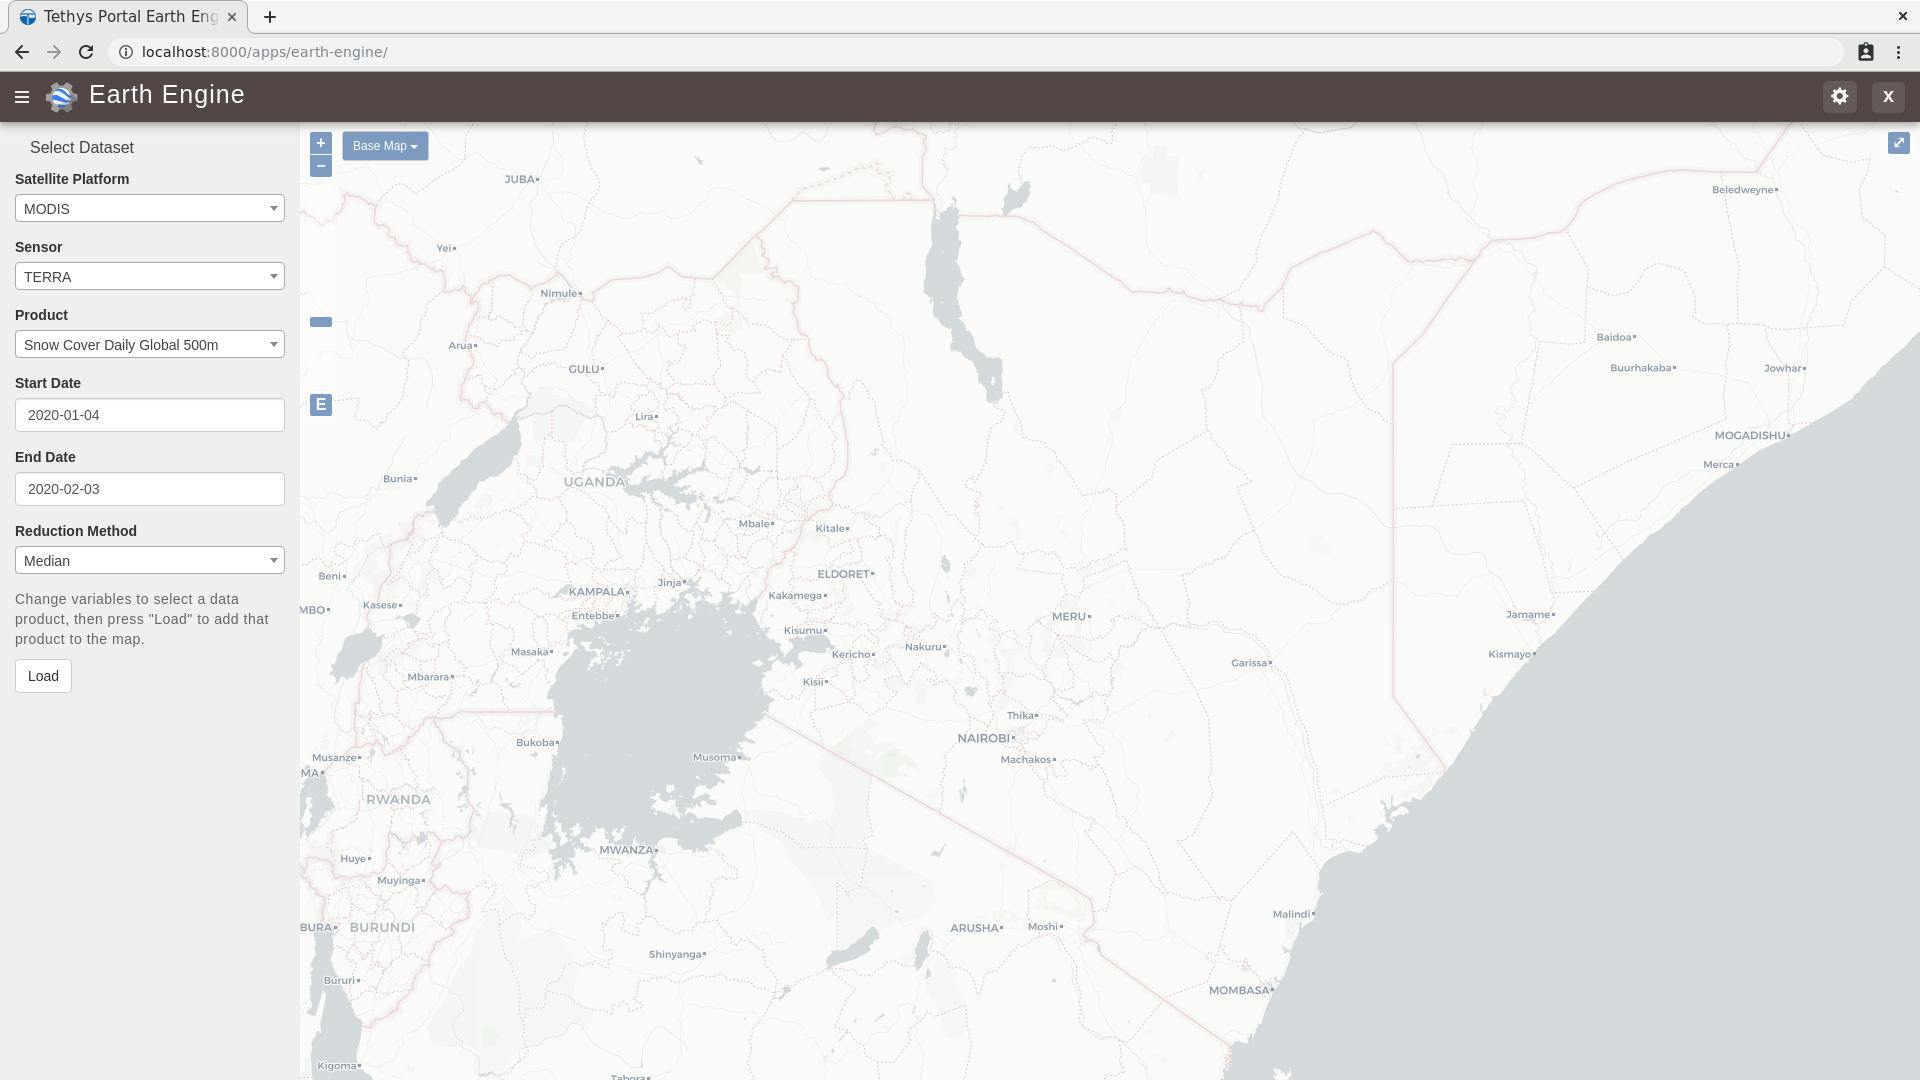 Tethys Portal Earth Eng
localhost:8000/apps/earth-engine/
Earth Engine
X
Select Dataset
Satellite Platform
MODIS
Sensor
TERRA
Product
Snow Cover Daily Global 500m
Start Date
2020-01-04
End Date
2020-02-03
Reduction Method
Median
Change variables to select a data
product, then press "Load" to add that
product to the map.
Load
+
Base Map
−
E
JUBA
Beledweyne
Yei
Nimule
Baidoa
Arua
GULU
Buurhakaba
Jowhar
Lira
MOGADISHU
Merca
Bunia
UGANDA
Mbale
Kitale
Beni
ELDORET
Jinja
KAMPALA
Kakamega
MBO
Kasese
Entebbe
MERU
Jamame
Kisumu
Masaka
Kericho
Nakuru
Kismayo
Garissa
Mbarara
Kisii
Thika
Bukoba
NAIROBI
Musanze
Musoma
Machakos
MA
RWANDA
MWANZA
Huye
Muyinga
Malindi
BURA
BURUNDI
ARUSHA
Moshi
Shinyanga
Bururi
MOMBASA
Kigoma
Tabora